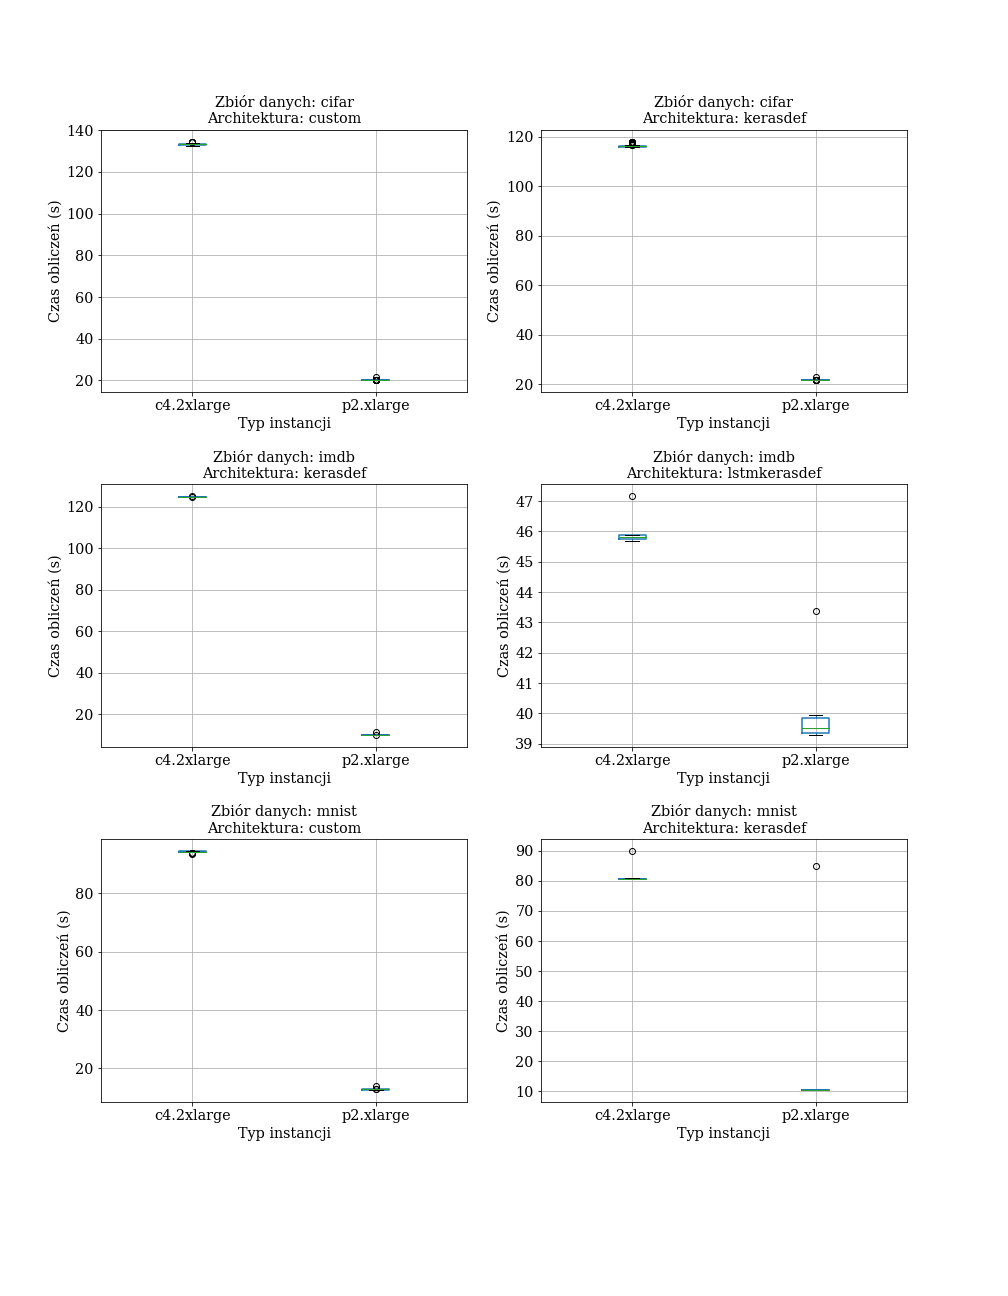 Zbiór danych: cifar
Architektura: custom
140
120
100
80
60
40
20
Czas obliczeń (s)
c4.2xlarge
p2.xlarge
Typ instancji
Zbiór danych: cifar
Architektura: kerasdef
120
100
80
60
40
20
Czas obliczeń (s)
c4.2xlarge
p2.xlarge
Typ instancji
Zbiór danych: imdb
Architektura: kerasdef
120
100
80
60
40
20
Czas obliczeń (s)
c4.2xlarge
p2.xlarge
Typ instancji
Zbiór danych: imdb
Architektura: lstmkerasdef
47
46
45
44
43
42
41
40
39
Czas obliczeń (s)
c4.2xlarge
p2.xlarge
Typ instancji
Zbiór danych: mnist
Architektura: custom
80
60
40
20
Czas obliczeń (s)
c4.2xlarge
p2.xlarge
Typ instancji
Zbiór danych: mnist
Architektura: kerasdef
90
80
70
60
50
40
30
20
10
Czas obliczeń (s)
c4.2xlarge
p2.xlarge
Typ instancji